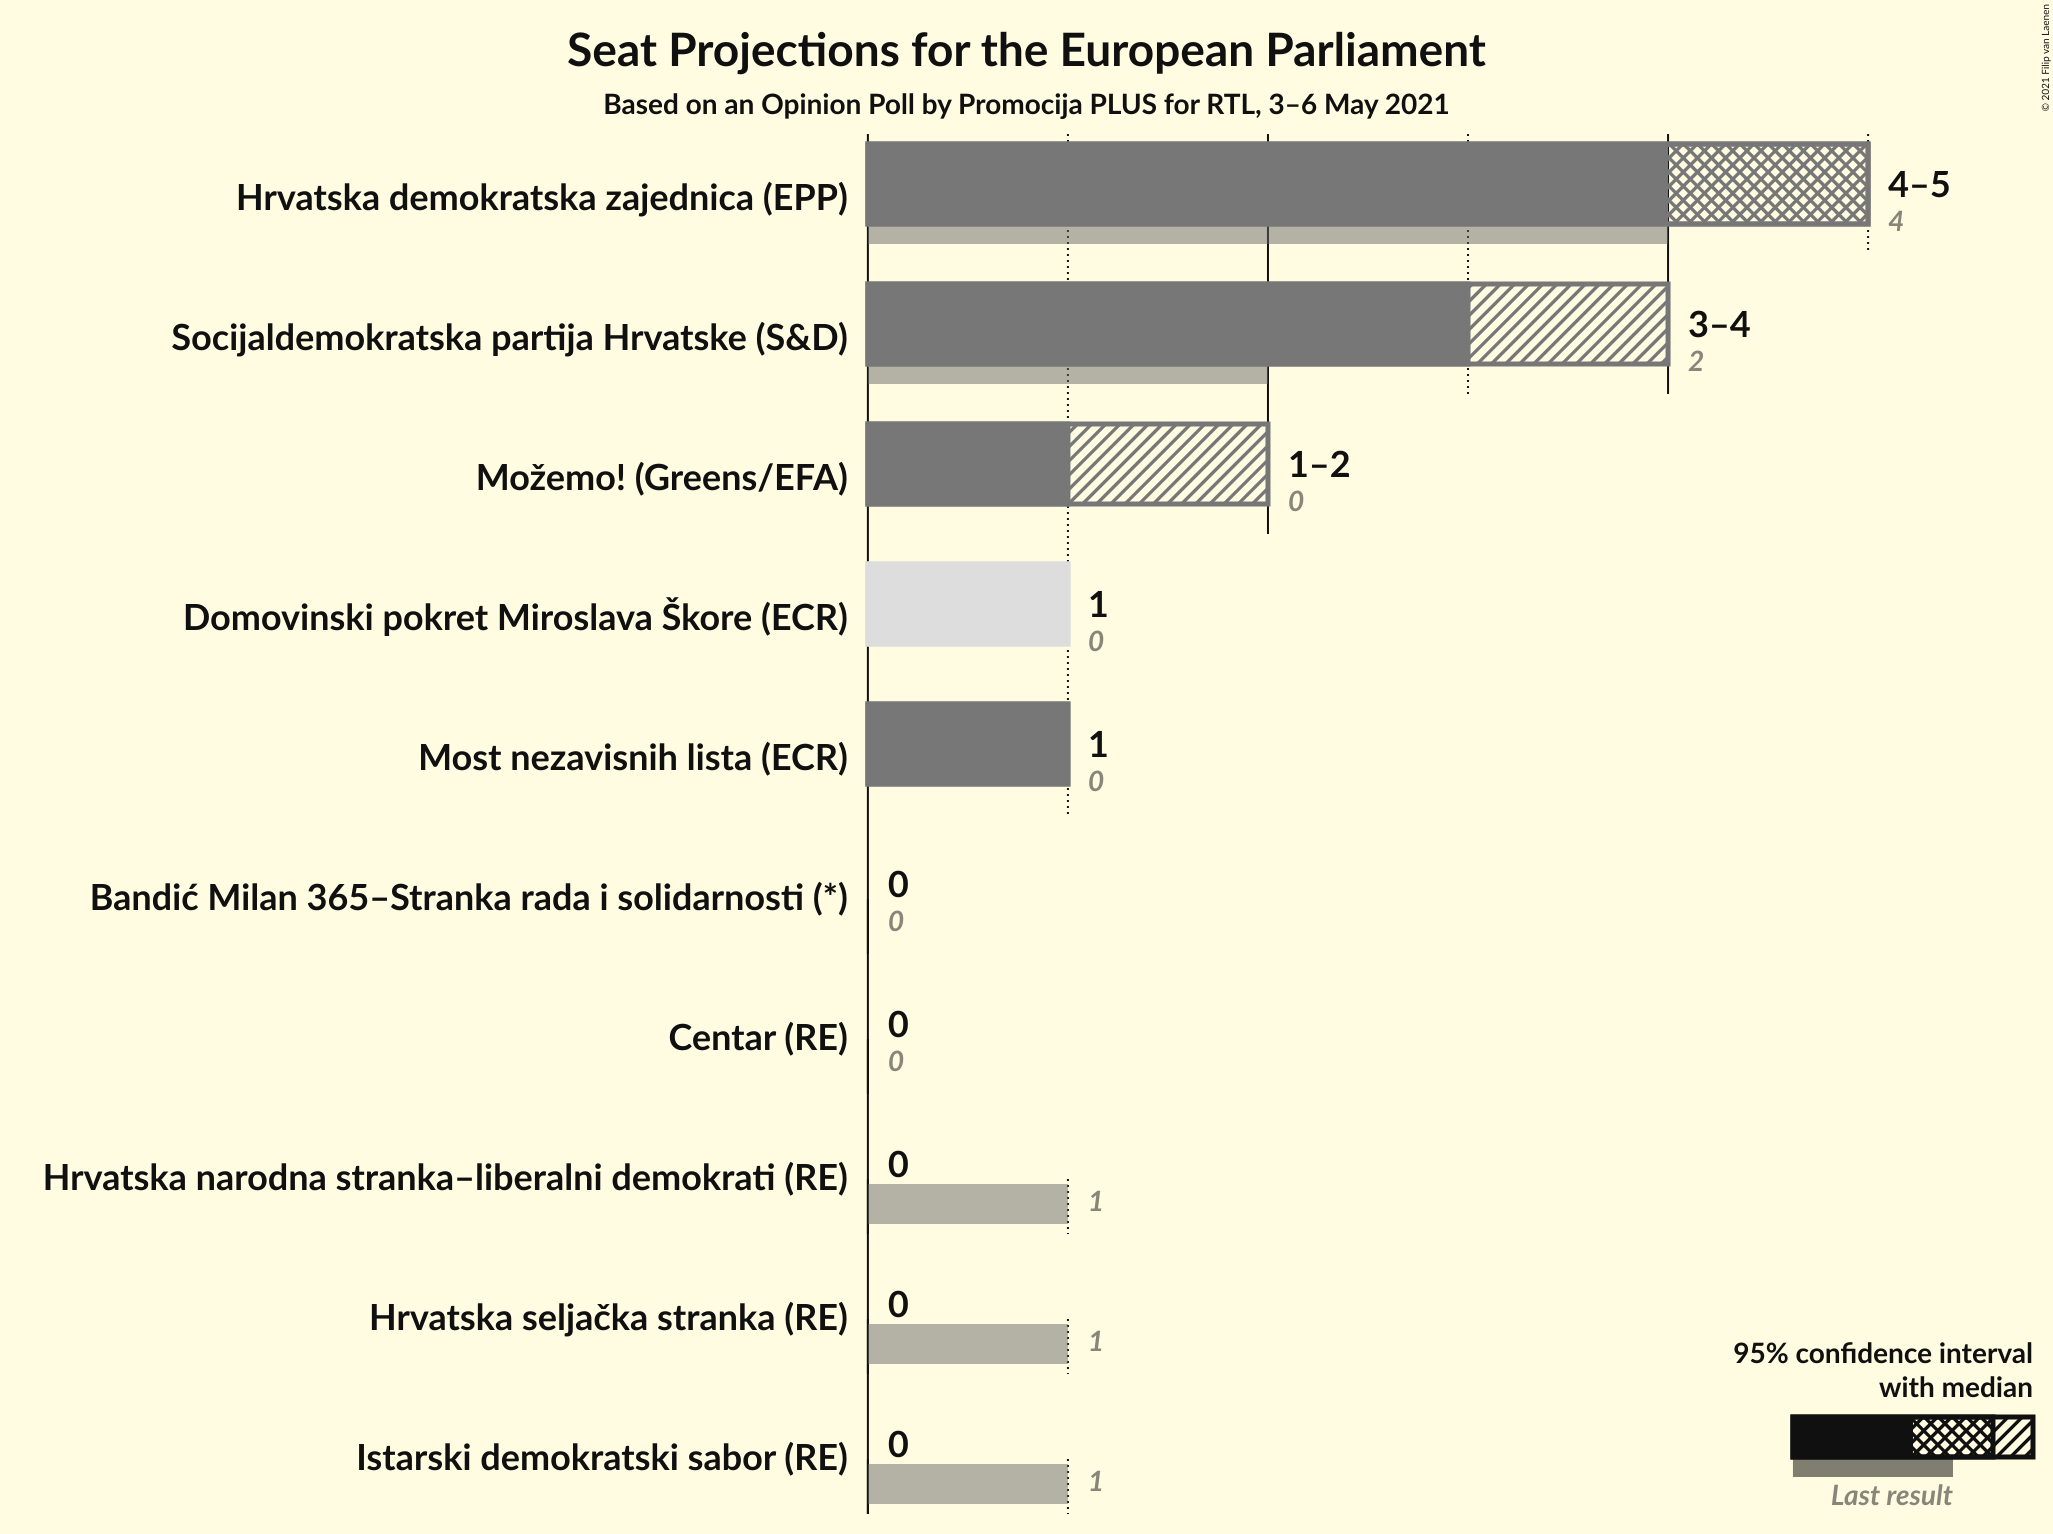 Seat Projections for the European Parliament
Based on an Opinion Poll by Promocija PLUS for RTL, 3–6 May 2021
© 2021 Filip van Laenen
Hrvatska demokratska zajednica (EPP)
4–5
4
Socijaldemokratska partija Hrvatske (S&D)
3–4
2
Možemo! (Greens/EFA)
1–2
0
Domovinski pokret Miroslava Škore (ECR)
1
0
Most nezavisnih lista (ECR)
1
0
Bandić Milan 365–Stranka rada i solidarnosti (*)
0
0
Centar (RE)
0
0
Hrvatska narodna stranka–liberalni demokrati (RE)
0
1
Hrvatska seljačka stranka (RE)
0
1
Istarski demokratski sabor (RE)
0
1
95% confidence interval
with median
Last result